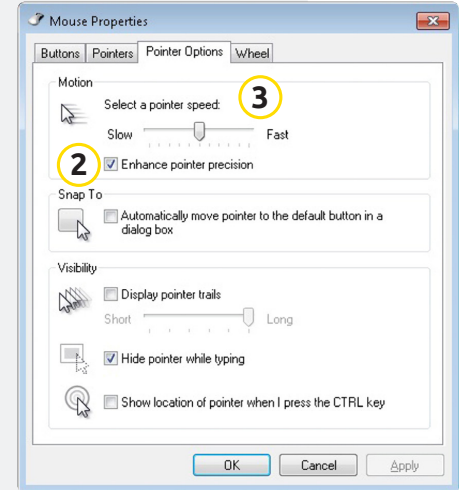 Mouse Properties
Buttons Pointers Pointer Options Wheel
Motion
Select a pointer speed:
3
Slow Fast
2
Enhance pointer precision
Snap To
Automatically move pointer to the default button in a
dialog box
Visibility
Display pointer trails
Short Long
Hide pointer while typing
Show location of pointer when I press the CTRL key
OK Cancel Apply